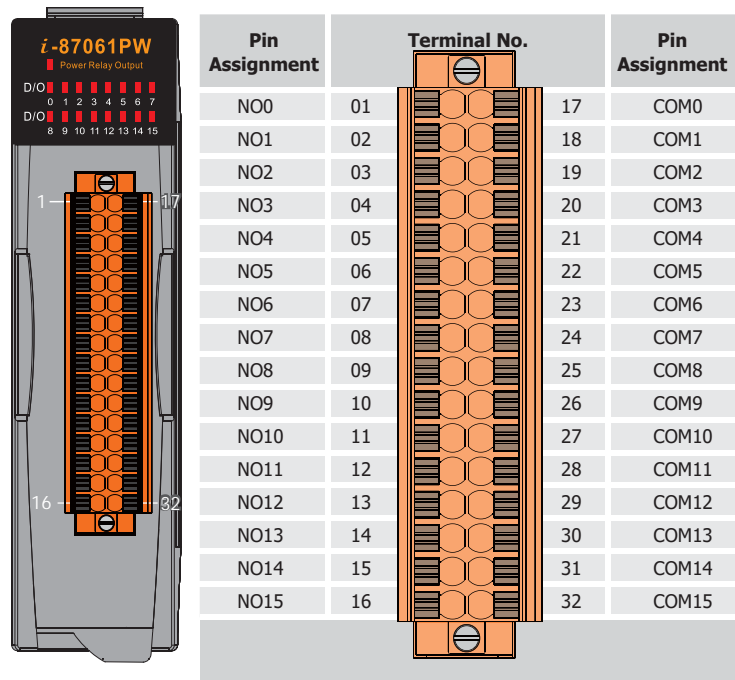 i-87061PW
Power Relay Output
D/O
0 1 2 3 4 5 6 7
D/O
8 9 10 11 12 13 14 15
1 17
16 32
Pin Assignment Terminal No. Pin Assignment
NO0 01 17 COM0
NO1 02 18 COM1
NO2 03 19 COM2
NO3 04 20 COM3
NO4 05 21 COM4
NO5 06 22 COM5
NO6 07 23 COM6
NO7 08 24 COM7
NO8 09 25 COM8
NO9 10 26 COM9
NO10 11 27 COM10
NO11 12 28 COM11
NO12 13 29 COM12
NO13 14 30 COM13
NO14 15 31 COM14
NO15 16 32 COM15